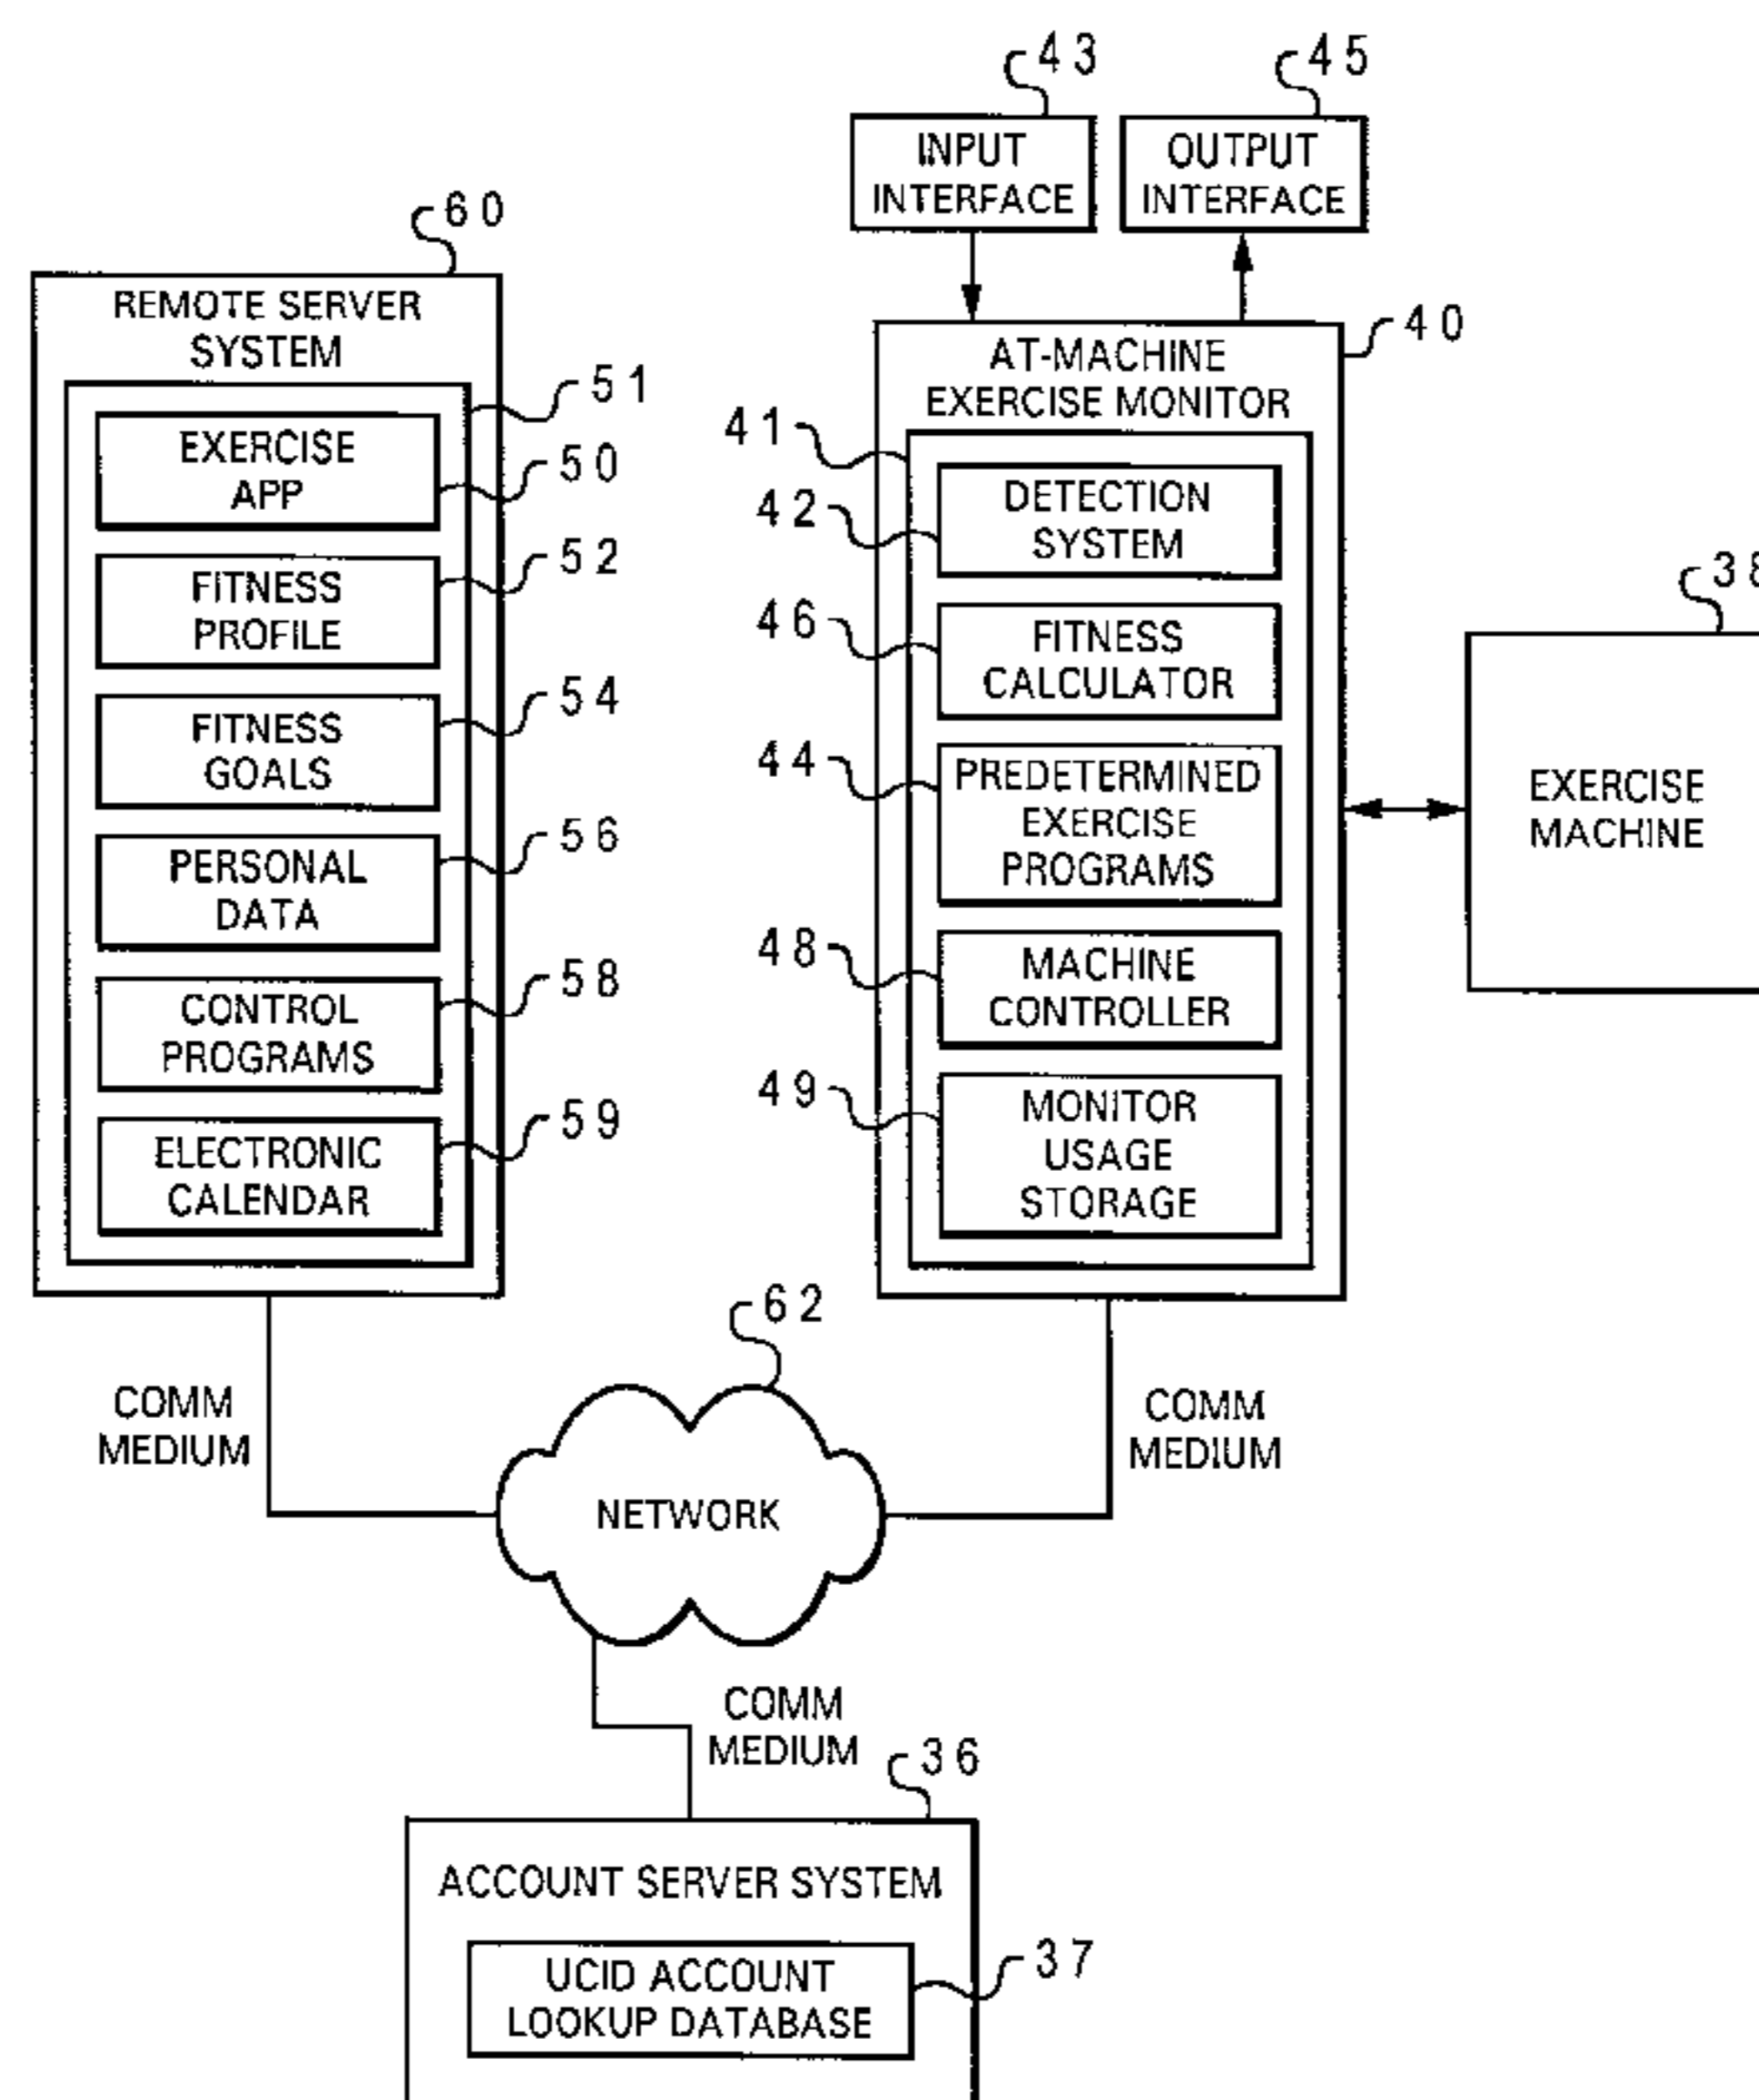 43
45
INPUT
INTERFACE
OUTPUT
INTERFACE
60
REMOTE SERVER
SYSTEM
51
EXERCISE
APP
50
FITNESS
PROFILE
52
FITNESS
GOALS
54
PERSONAL
DATA
56
CONTROL
PROGRAMS
58
ELECTRONIC
CALENDAR
59
40
AT-MACHINE
EXERCISE MONITOR
41
42
DETECTION
SYSTEM
46
FITNESS
CALCULATOR
44
PREDETERMINED
EXERCISE
PROGRAMS
48
MACHINE
CONTROLLER
49
MONITOR
USAGE
STORAGE
38
EXERCISE
MACHINE
62
COMM
MEDIUM
NETWORK
COMM
MEDIUM
COMM
MEDIUM
36
ACCOUNT SERVER SYSTEM
UCID ACCOUNT
LOOKUP DATABASE
37